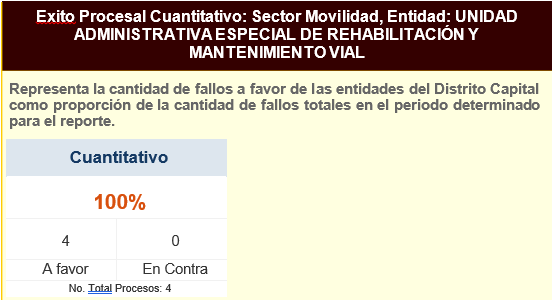 Exito Procesal Cuantitativo: Sector Movilidad, Entidad: UNIDAD
ADMINISTRATIVA ESPECIAL DE REHABILITACIÓN Y
MANTENIMIENTO VIAL
Representa la cantidad de fallos a favor de las entidades del Distrito Capital
como proporción de la cantidad de fallos totales en el periodo determinado
para el reporte.
Cuantitativo
100%
4 0
A favor En Contra
No. Total Procesos: 4